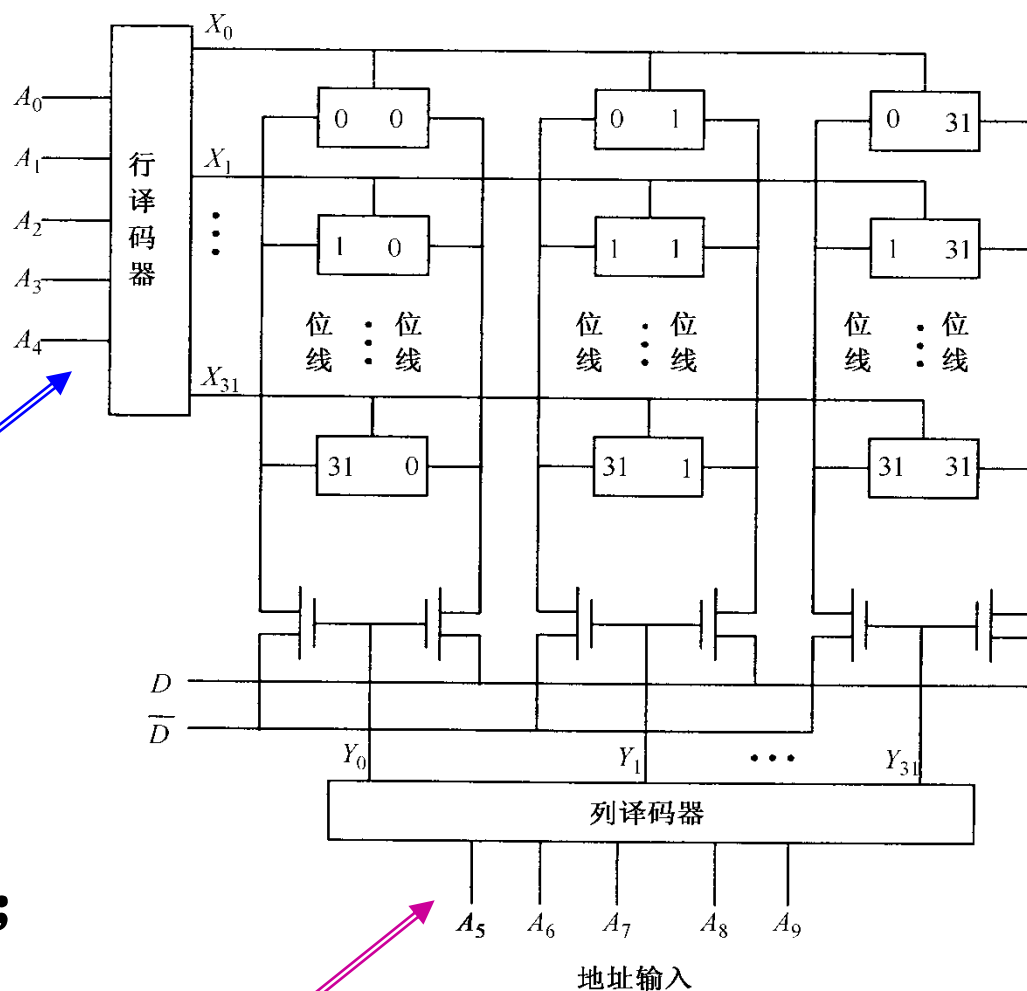 X₀
A₀
A₁
A₂
A₃
A₄
行译码器
0 0
0 1
0 31
X₁
1 0
1 1
1 31
位线 位线
位线 位线
位线 位线
X₃₁
31 0
31 1
31 31
D
D̅
Y₀
Y₁
Y₃₁
列译码器
A₅ A₆ A₇ A₈ A₉
地址输入
;